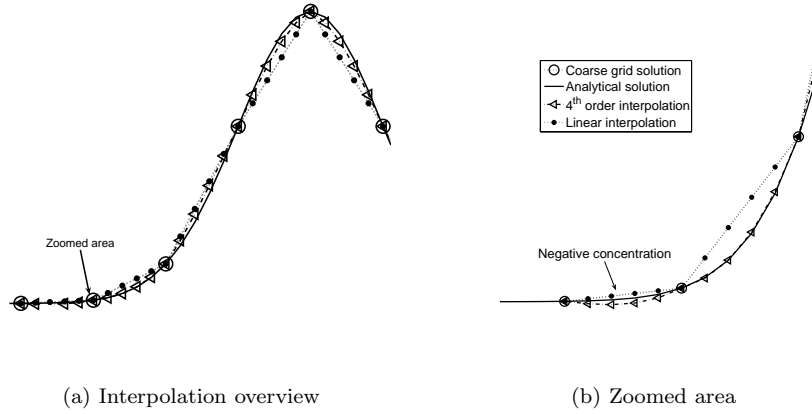 Zoomed area
Coarse grid solution
Analytical solution
4th order interpolation
Linear interpolation
Negative concentration
(a) Interpolation overview
(b) Zoomed area